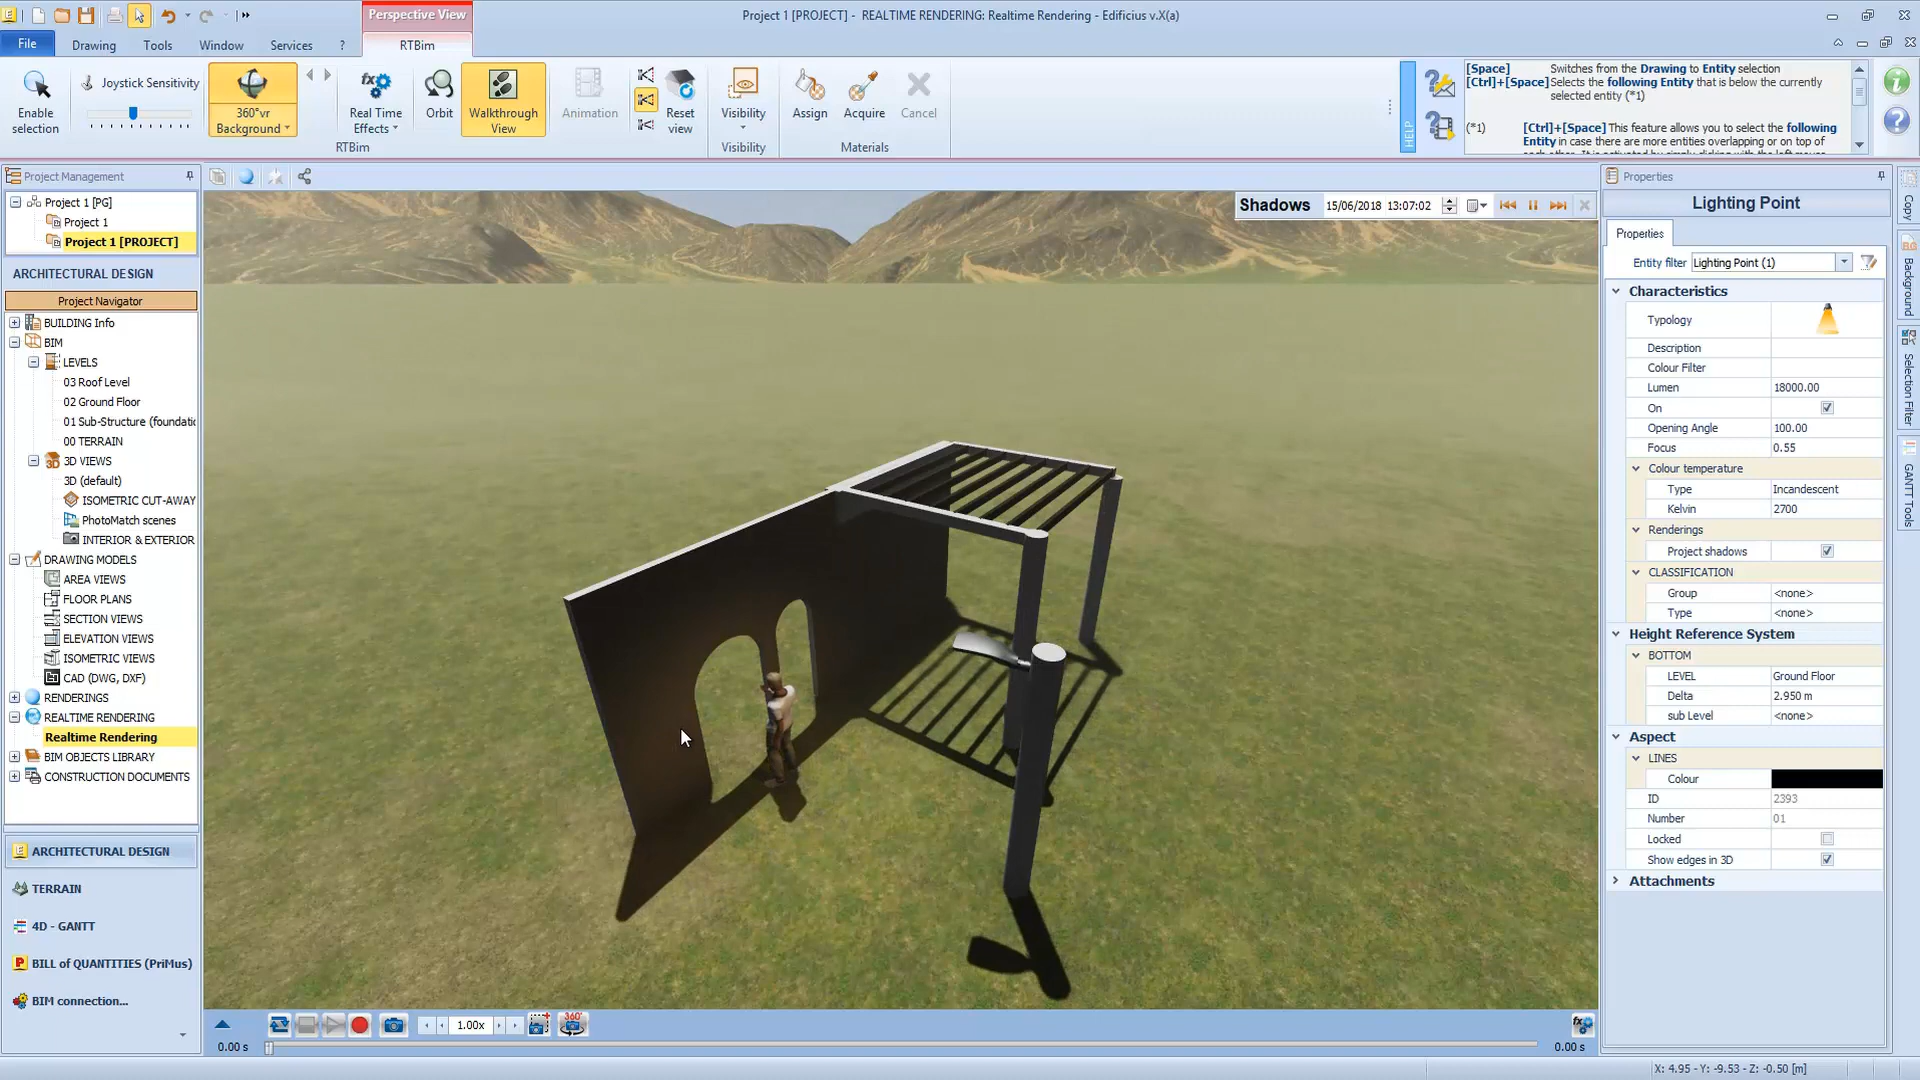 Perspective View
Project 1 [PROJECT] - REALTIME RENDERING: Realtime Rendering - Edificius v.X(a)
File
Drawing
Tools
Window
Services
?
RTBim
Enable selection
Joystick Sensitivity
360°vr Background
Real Time Effects
Orbit
Walkthrough View
Animation
Reset view
Visibility
Assign
Acquire
Cancel
RTBim
Visibility
Materials
HELP
[Space] Switches from the Drawing to Entity selection
[Ctrl]+[Space] Selects the following Entity that is below the currently
selected entity (*1)
(*1) [Ctrl]+[Space] This feature allows you to select the following
Entity in case there are more entities overlapping or on top of
Project Management
Project 1 [PG]
Project 1
Project 1 [PROJECT]
ARCHITECTURAL DESIGN
Project Navigator
BUILDING Info
BIM
LEVELS
03 Roof Level
02 Ground Floor
01 Sub-Structure (foundatio
00 TERRAIN
3D VIEWS
3D (default)
ISOMETRIC CUT-AWAY
PhotoMatch scenes
INTERIOR & EXTERIOR
DRAWING MODELS
AREA VIEWS
FLOOR PLANS
SECTION VIEWS
ELEVATION VIEWS
ISOMETRIC VIEWS
CAD (DWG, DXF)
RENDERINGS
REALTIME RENDERING
Realtime Rendering
BIM OBJECTS LIBRARY
CONSTRUCTION DOCUMENTS
ARCHITECTURAL DESIGN
TERRAIN
4D - GANTT
BILL of QUANTITIES (PriMus)
BIM connection...
Shadows 15/06/2018 13:07:02
1.00x
360°
0.00 s
0.00 s
Properties
Lighting Point
Properties
Entity filter Lighting Point (1)
Characteristics
Typology
Description
Colour Filter
Lumen 18000.00
On
Opening Angle 100.00
Focus 0.55
Colour temperature
Type Incandescent
Kelvin 2700
Renderings
Project shadows
CLASSIFICATION
Group <none>
Type <none>
Height Reference System
BOTTOM
LEVEL Ground Floor
Delta 2.950 m
sub Level <none>
Aspect
LINES
Colour
ID 2393
Number 01
Locked
Show edges in 3D
Attachments
Copy
Background
Selection Filter
GANTT Tools
X: 4.95 - Y: -9.53 - Z: -0.50 [m]